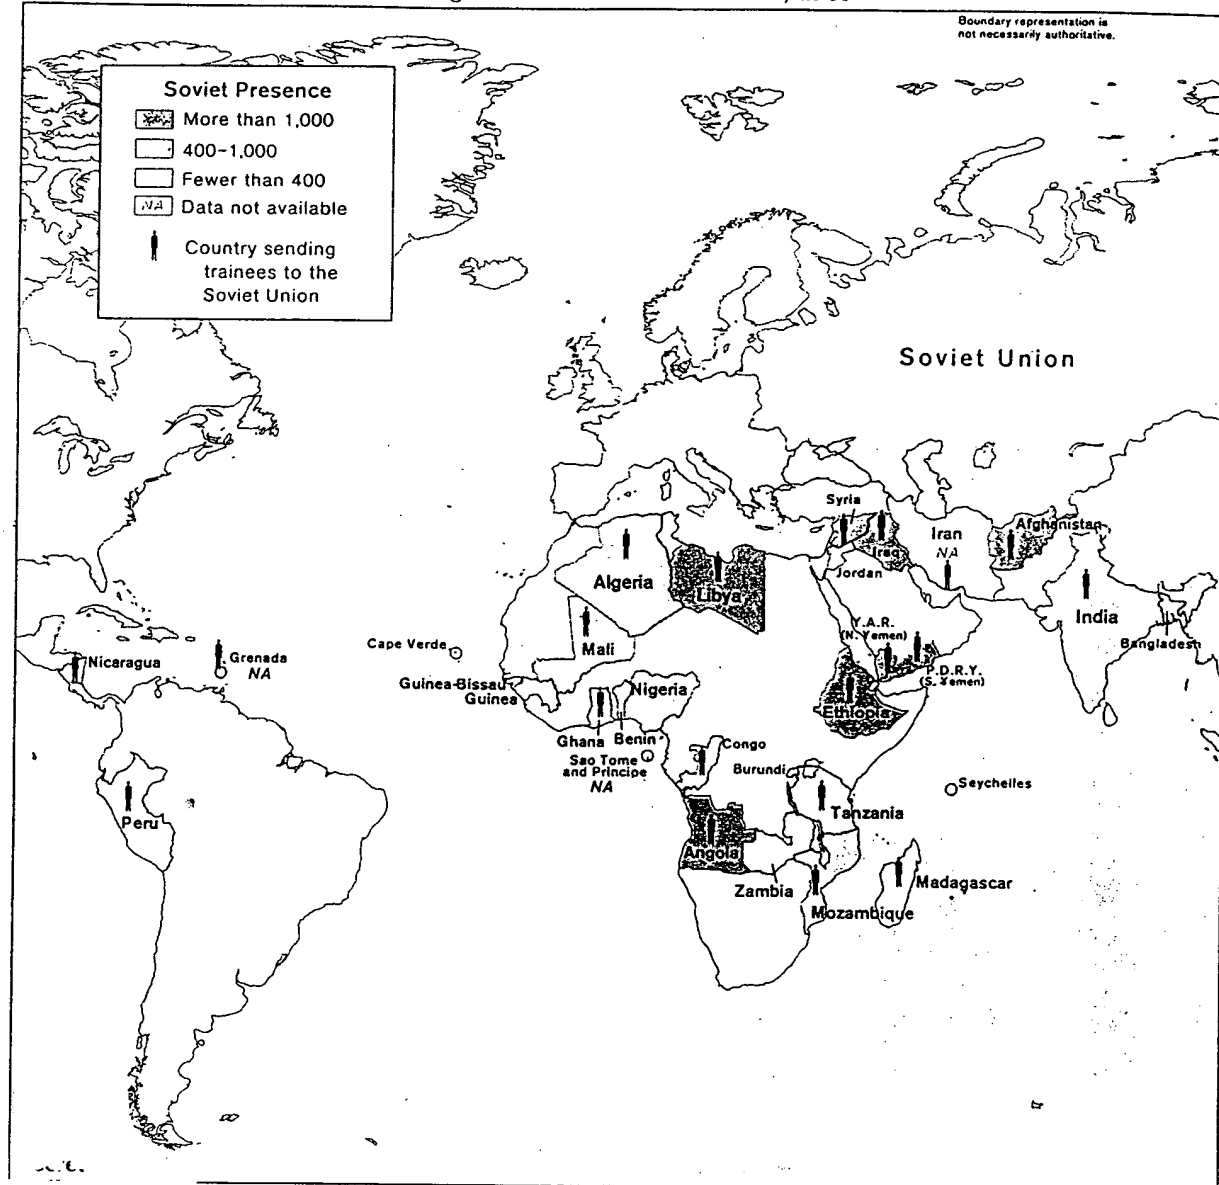 Boundary representation is
not necessarily authoritative.
Soviet Presence
More than 1,000
400-1,000
Fewer than 400
NA Data not available
Country sending
trainees to the
Soviet Union
Soviet Union
Syria
Iraq
Iran
NA
Afghanistan
Jordan
Algeria
Libya
India
Bangladesh
Y.A.R.
(N. Yemen)
P.D.R.Y.
(S. Yemen)
Mali
Cape Verde
Nicaragua
Grenada
NA
Guinea-Bissau
Guinea
Nigeria
Ethiopia
Ghana
Benin
Sao Tome
and Principe
NA
Congo
Burundi
Seychelles
Tanzania
Peru
Angola
Zambia
Madagascar
Mozambique